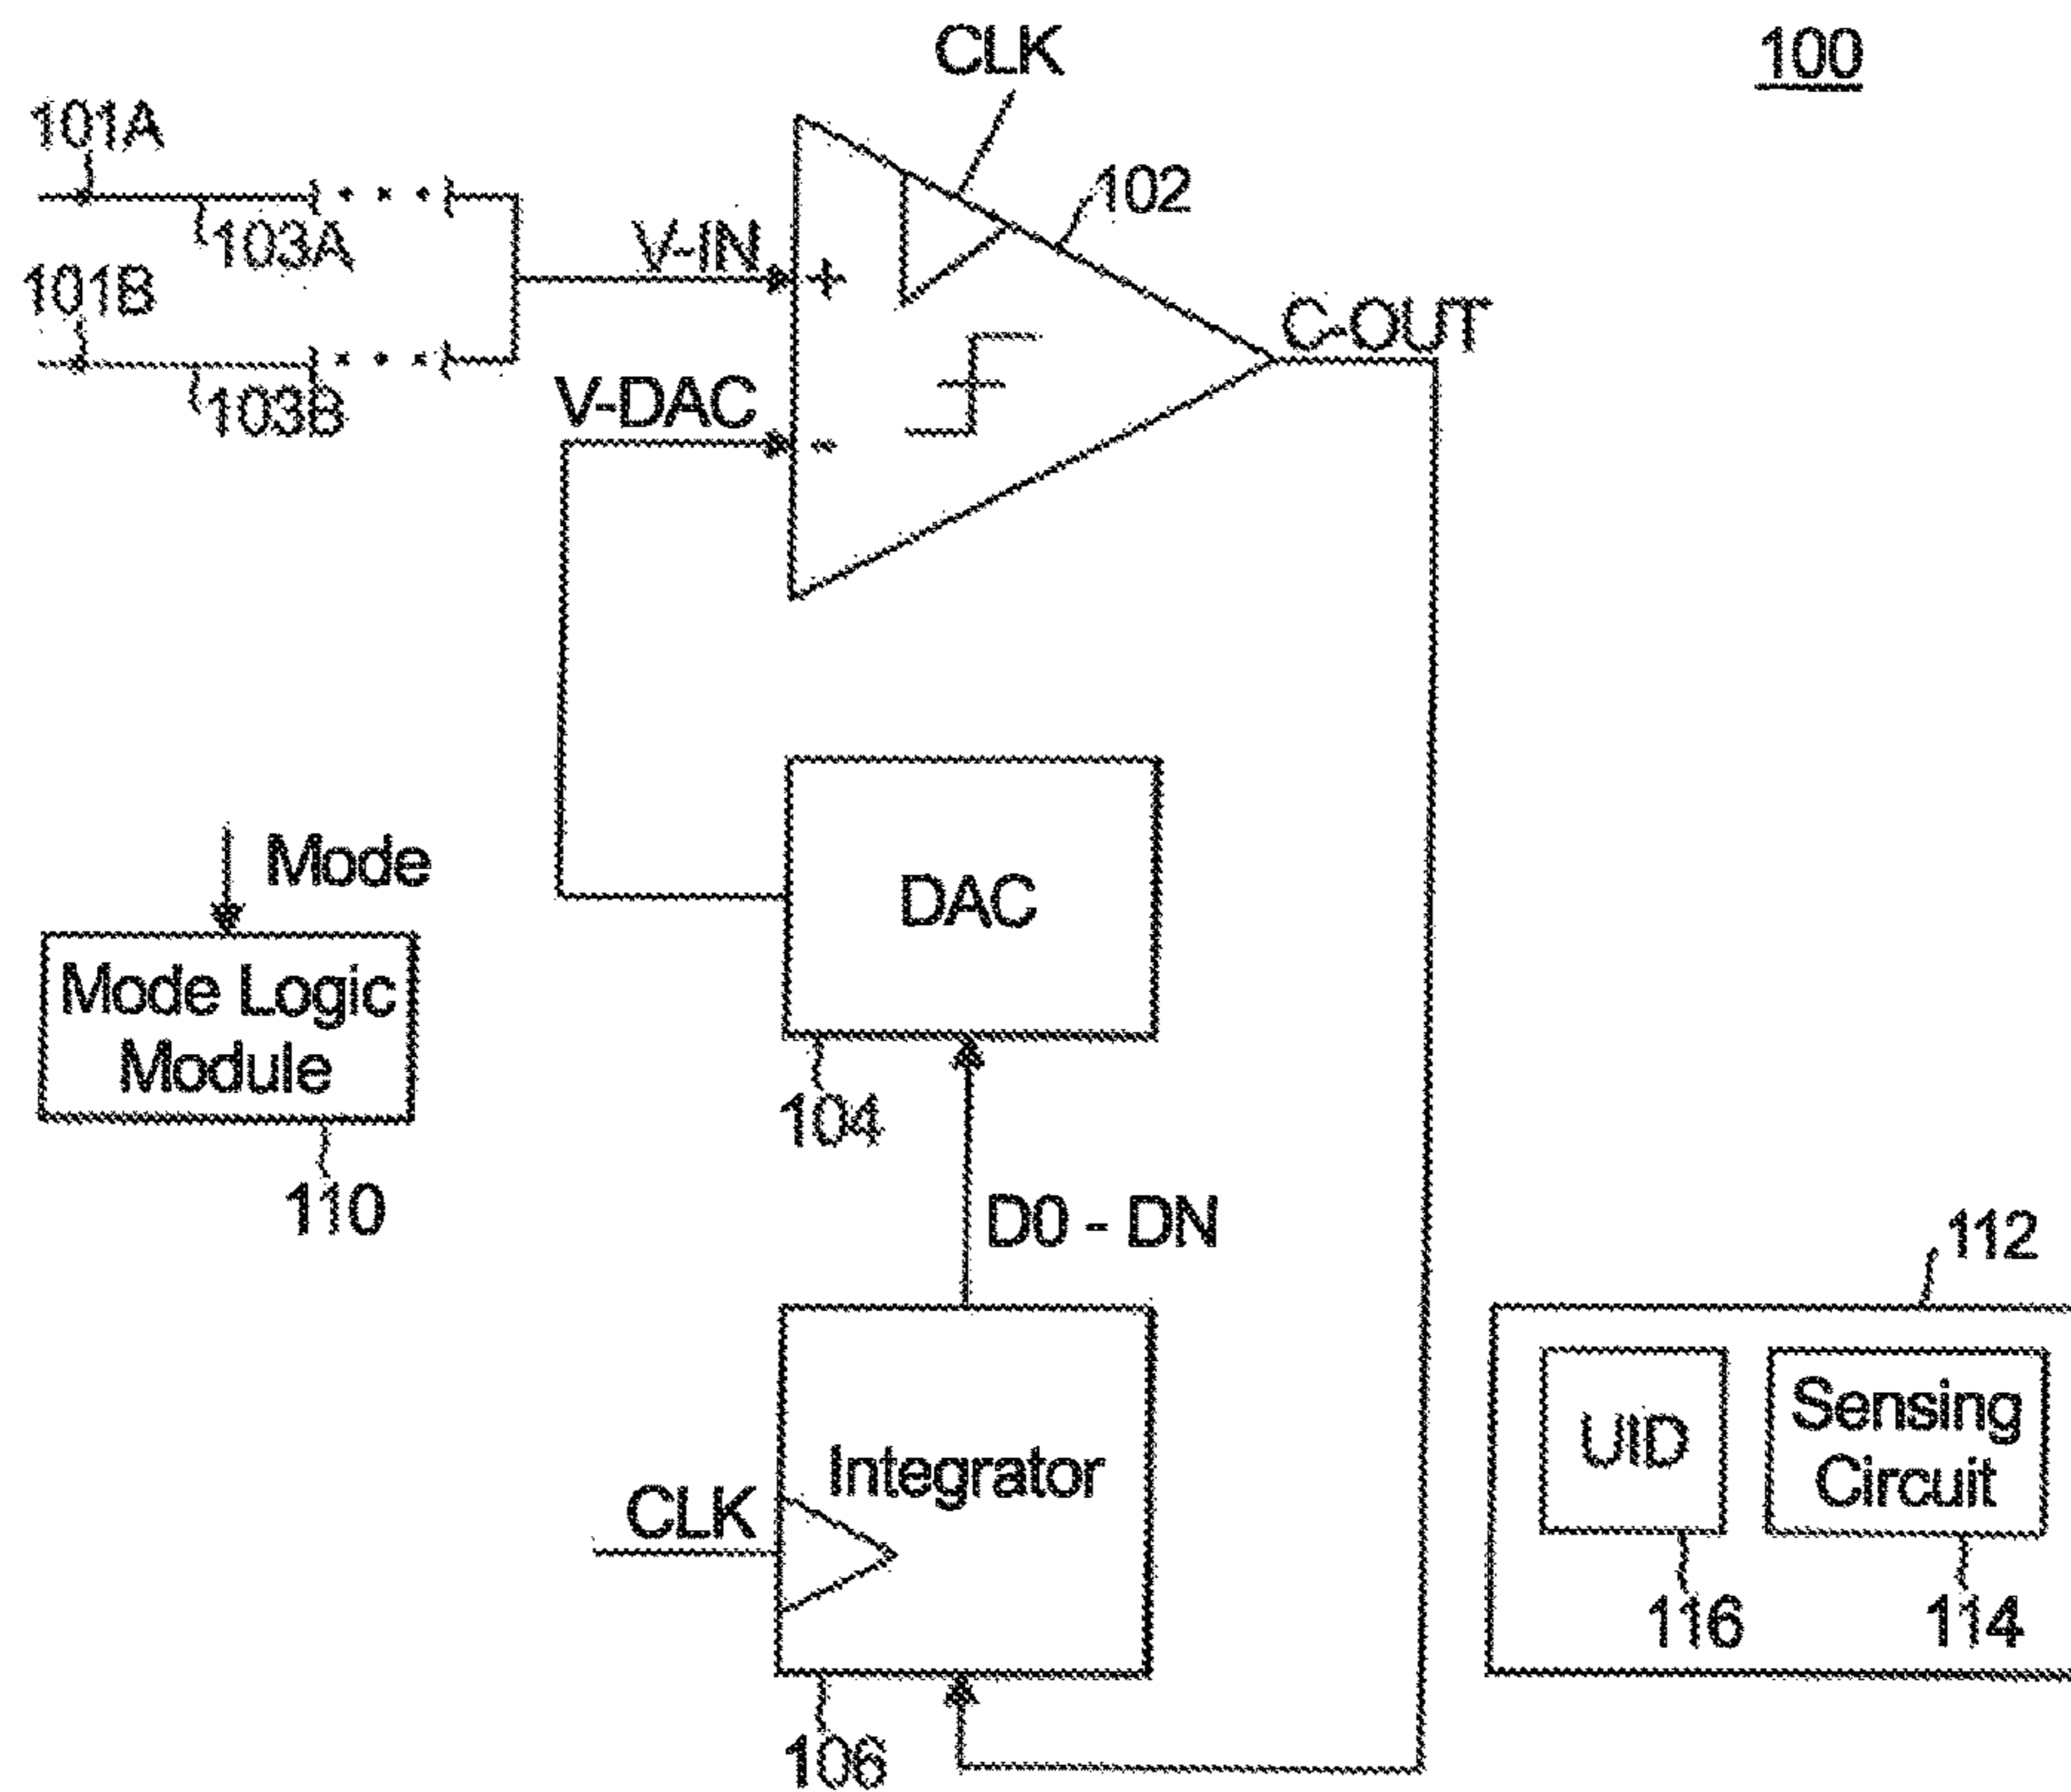 CLK
100
101A
102
103A
V-IN
+
101B
C-OUT
103B
V-DAC
-
Mode
DAC
Mode Logic
Module
104
110
D0 - DN
112
UID
Sensing
Circuit
Integrator
CLK
116
114
106